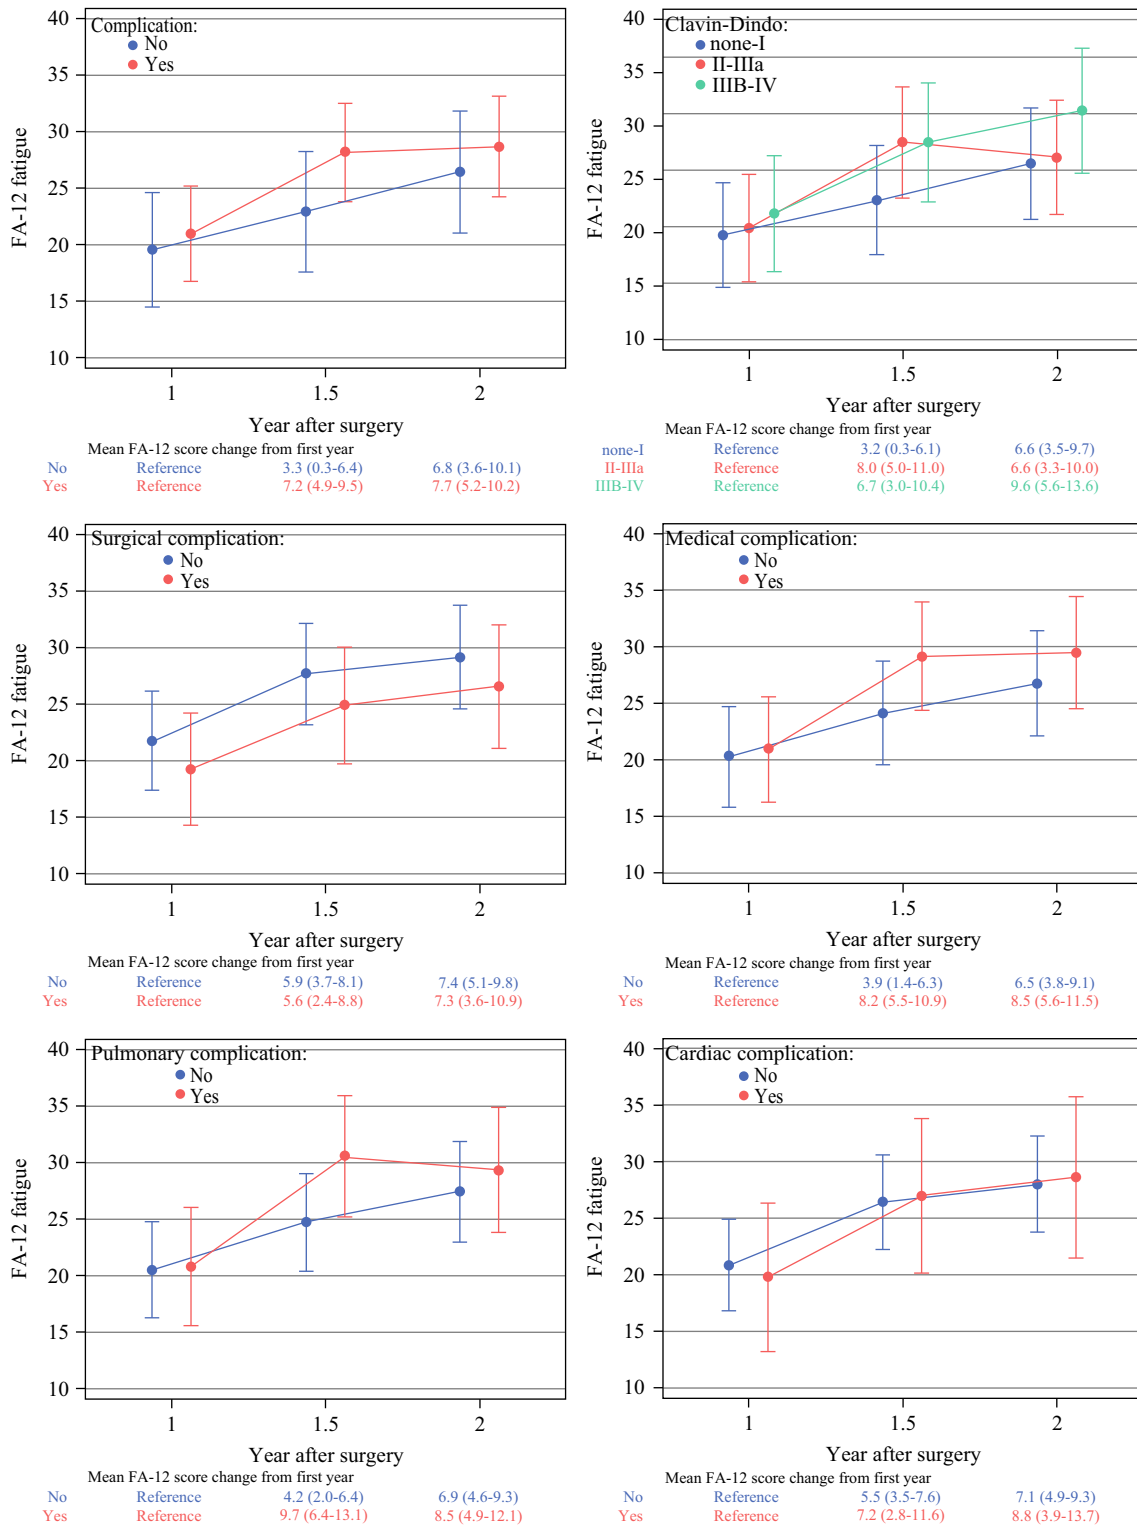 Complication:
No
Yes
40
35
30
25
20
15
10
FA-12 fatigue
1 1.5 2
Year after surgery
Mean FA-12 score change from first year
No Reference 3.3 (0.3-6.4) 6.8 (3.6-10.1)
Yes Reference 7.2 (4.9-9.5) 7.7 (5.2-10.2)
Clavin-Dindo:
none-I
II-IIIa
IIIB-IV
40
35
30
25
20
15
10
FA-12 fatigue
1 1.5 2
Year after surgery
Mean FA-12 score change from first year
none-I Reference 3.2 (0.3-6.1) 6.6 (3.5-9.7)
II-IIIa Reference 8.0 (5.0-11.0) 6.6 (3.3-10.0)
IIIB-IV Reference 6.7 (3.0-10.4) 9.6 (5.6-13.6)
Surgical complication:
No
Yes
40
35
30
25
20
15
10
FA-12 fatigue
1 1.5 2
Year after surgery
Mean FA-12 score change from first year
No Reference 5.9 (3.7-8.1) 7.4 (5.1-9.8)
Yes Reference 5.6 (2.4-8.8) 7.3 (3.6-10.9)
Medical complication:
No
Yes
40
35
30
25
20
15
10
FA-12 fatigue
1 1.5 2
Year after surgery
Mean FA-12 score change from first year
No Reference 3.9 (1.4-6.3) 6.5 (3.8-9.1)
Yes Reference 8.2 (5.5-10.9) 8.5 (5.6-11.5)
Pulmonary complication:
No
Yes
40
35
30
25
20
15
10
FA-12 fatigue
1 1.5 2
Year after surgery
Mean FA-12 score change from first year
No Reference 4.2 (2.0-6.4) 6.9 (4.6-9.3)
Yes Reference 9.7 (6.4-13.1) 8.5 (4.9-12.1)
Cardiac complication:
No
Yes
40
35
30
25
20
15
10
FA-12 fatigue
1 1.5 2
Year after surgery
Mean FA-12 score change from first year
No Reference 5.5 (3.5-7.6) 7.1 (4.9-9.3)
Yes Reference 7.2 (2.8-11.6) 8.8 (3.9-13.7)